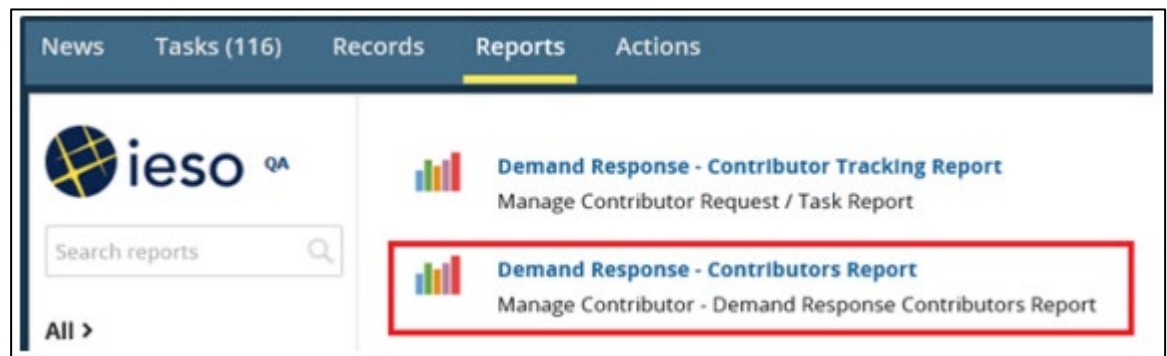 News Tasks (116) Records Reports Actions
ieso QA
Search reports
All >
Demand Response - Contributor Tracking Report
Manage Contributor Request / Task Report
Demand Response - Contributors Report
Manage Contributor - Demand Response Contributors Report